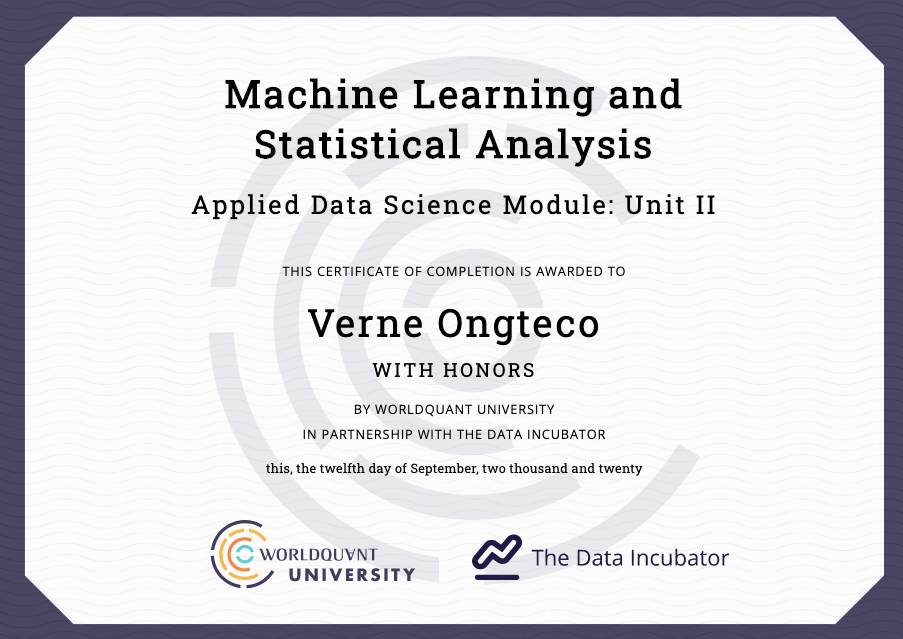 Machine Learning and
Statistical Analysis
Applied Data Science Module: Unit II
THIS CERTIFICATE OF COMPLETION IS AWARDED TO
Verne Ongteco
WITH HONORS
BY WORLDQUANT UNIVERSITY
IN PARTNERSHIP WITH THE DATA INCUBATOR
this, the twelfth day of September, two thousand and twenty
WORLDQUANT
UNIVERSITY
The Data Incubator